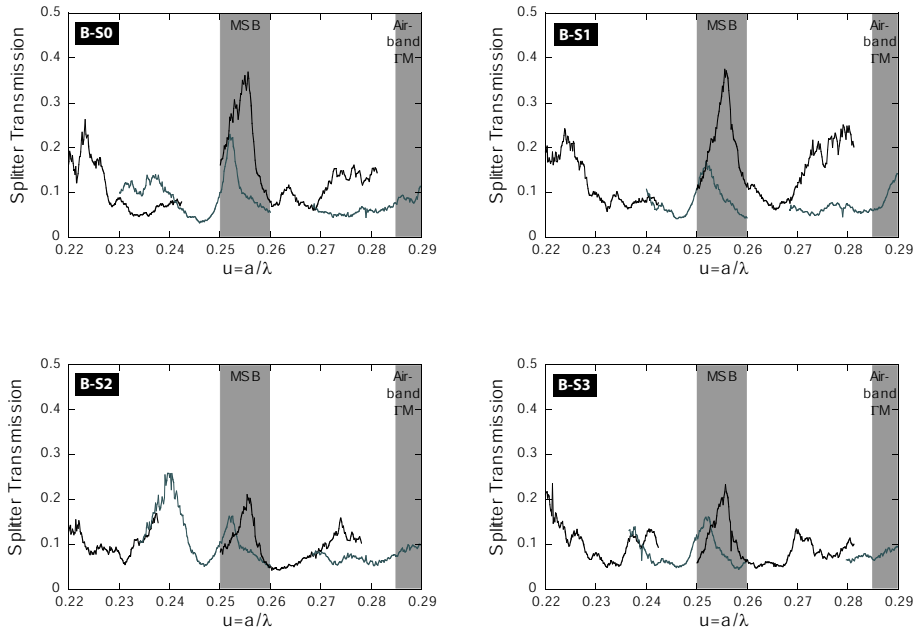 B-S0
MSB
Air-
band
ΓM
Splitter Transmission
0.5
0.4
0.3
0.2
0.1
0
0.22 0.23 0.24 0.25 0.26 0.27 0.28 0.29
u=a/λ
B-S1
MSB
Air-
band
ΓM
Splitter Transmission
0.5
0.4
0.3
0.2
0.1
0
0.22 0.23 0.24 0.25 0.26 0.27 0.28 0.29
u=a/λ
B-S2
MSB
Air-
band
ΓM
Splitter Transmission
0.5
0.4
0.3
0.2
0.1
0
0.22 0.23 0.24 0.25 0.26 0.27 0.28 0.29
u=a/λ
B-S3
MSB
Air-
band
ΓM
Splitter Transmission
0.5
0.4
0.3
0.2
0.1
0
0.22 0.23 0.24 0.25 0.26 0.27 0.28 0.29
u=a/λ